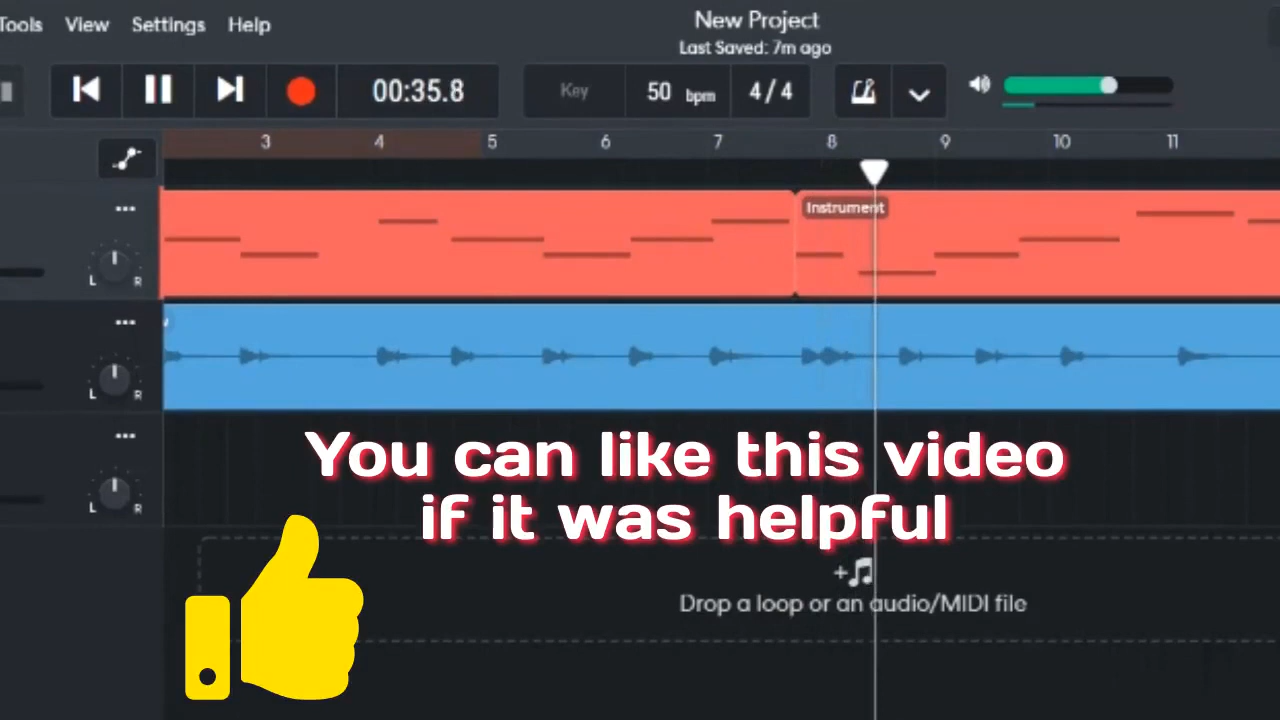 Tools View Settings Help
New Project
Last Saved: 7m ago
00:35.8 Key 50 bpm 4/4
3 4 5 6 7 8 9 10 11
Instrument
L R
L R
You can like this video
if it was helpful
L R
+
Drop a loop or an audio/MIDI file